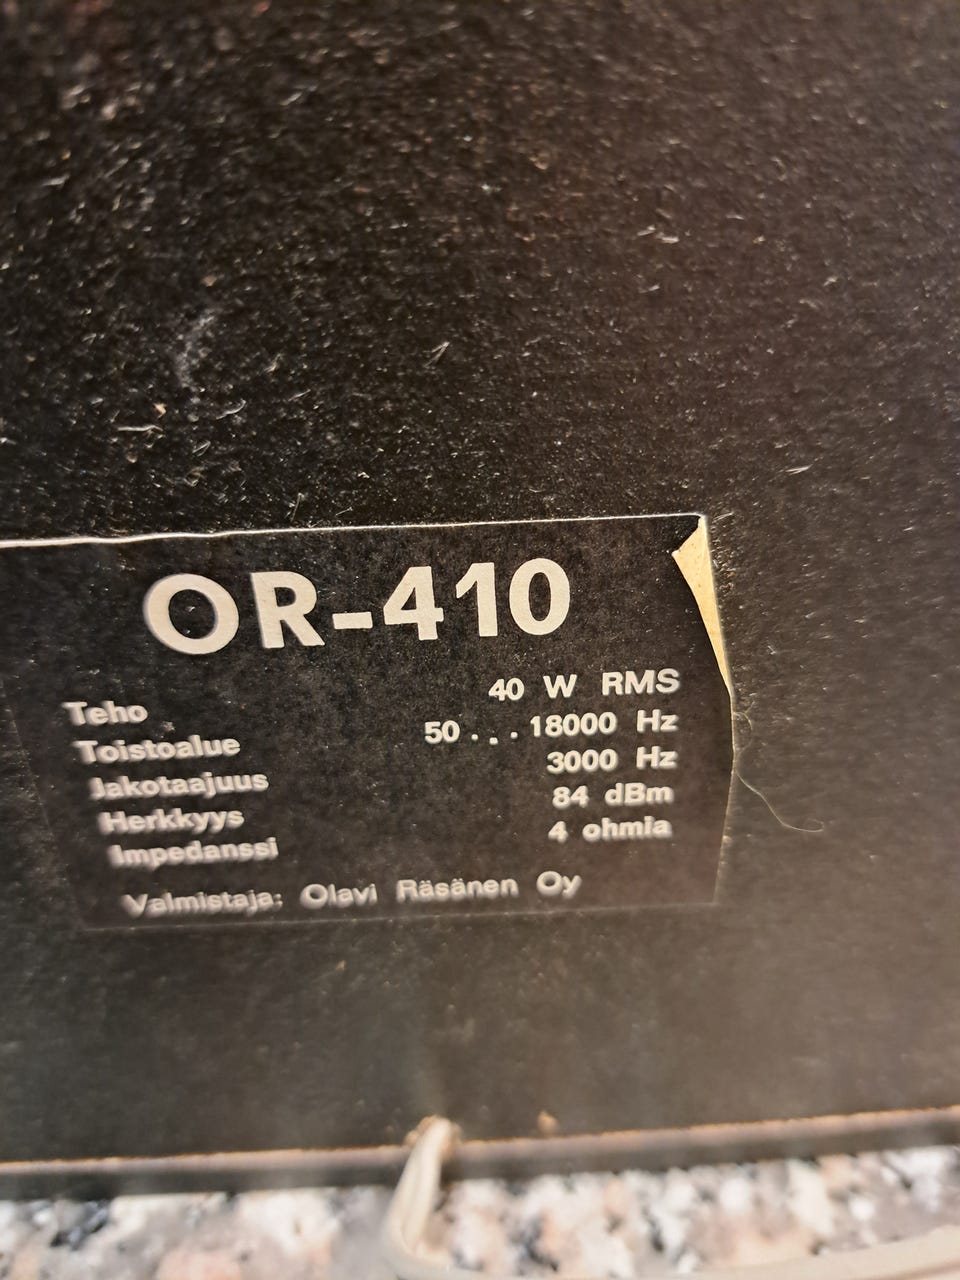 OR-410
Teho 40 W RMS
Toistoalue 50...18000 Hz
Jakotaajuus 3000 Hz
Herkkyys 84 dBm
Impedanssi 4 ohmia
Valmistaja: Olavi Räsänen Oy